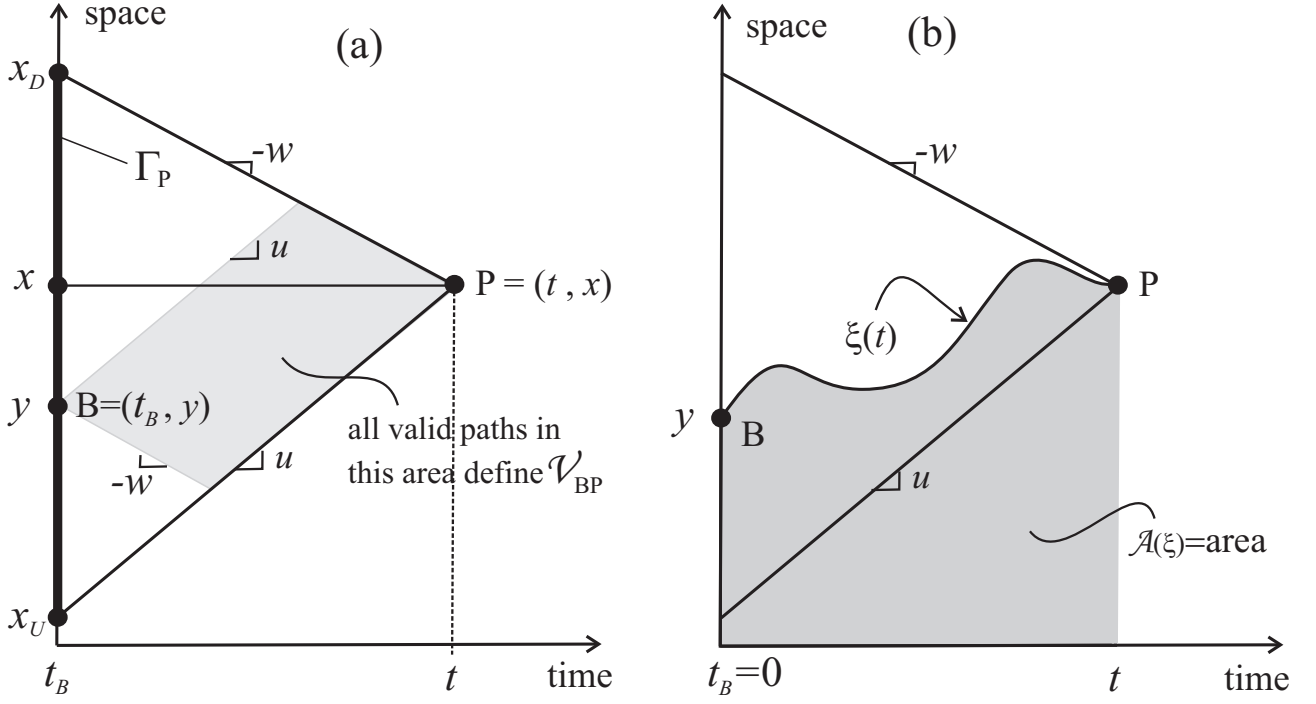 space
(a)
x_D
-w
Γ_P
u
x
P = (t , x)
y
B=(t_B, y)
all valid paths in
this area define 𝒱_BP
-w
u
x_U
t_B
t
time
space
(b)
-w
P
ξ(t)
y
B
u
𝒜(ξ)=area
t_B=0
t
time